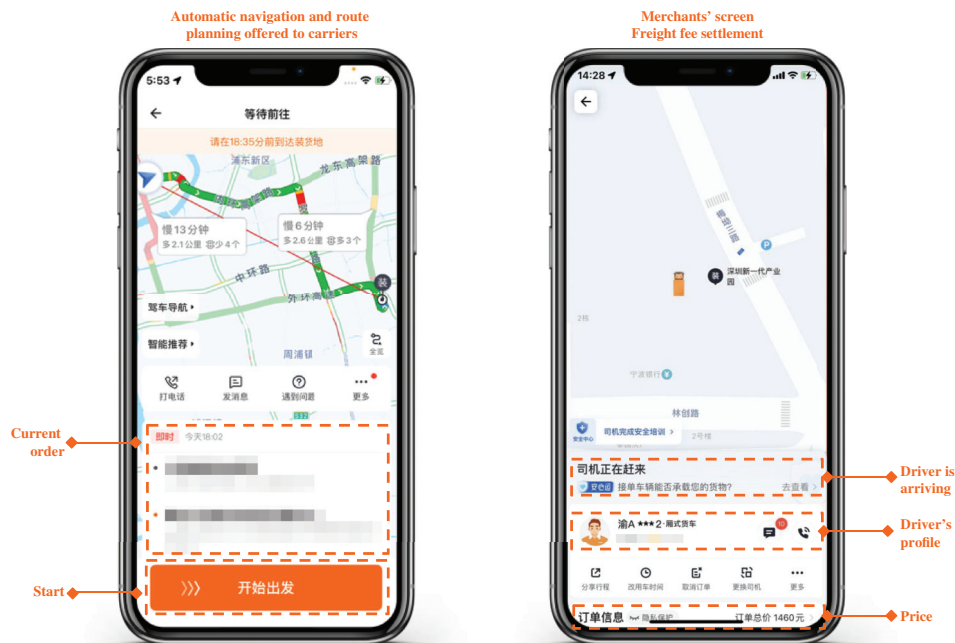 Automatic navigation and route
planning offered to carriers
5:53
等待前往
请在18:35分前到达装货地
浦东新区
龙东高架路
慢13分钟
多2.1公里 少4个
慢6分钟
多2.6公里 多3个
中环路
外环高速
装
驾车导航
智能推荐
周浦镇
全览
打电话
发消息
遇到问题
更多
S32
Current
order
即时 今天18:02
Start
开始出发
Merchants' screen
Freight fee settlement
14:28
P
装
深圳新一代产业
园
2栋
宁波银行
林创路
安全中心
司机完成安全培训
2号楼
司机正在赶来
安心运 接单车辆能否承载您的货物?
去查看
Driver is
arriving
渝A ***2·厢式货车
10
Driver's
profile
分享行程
改用车时间
取消订单
更换司机
更多
订单信息
隐私保护
订单总价 1460元
Price